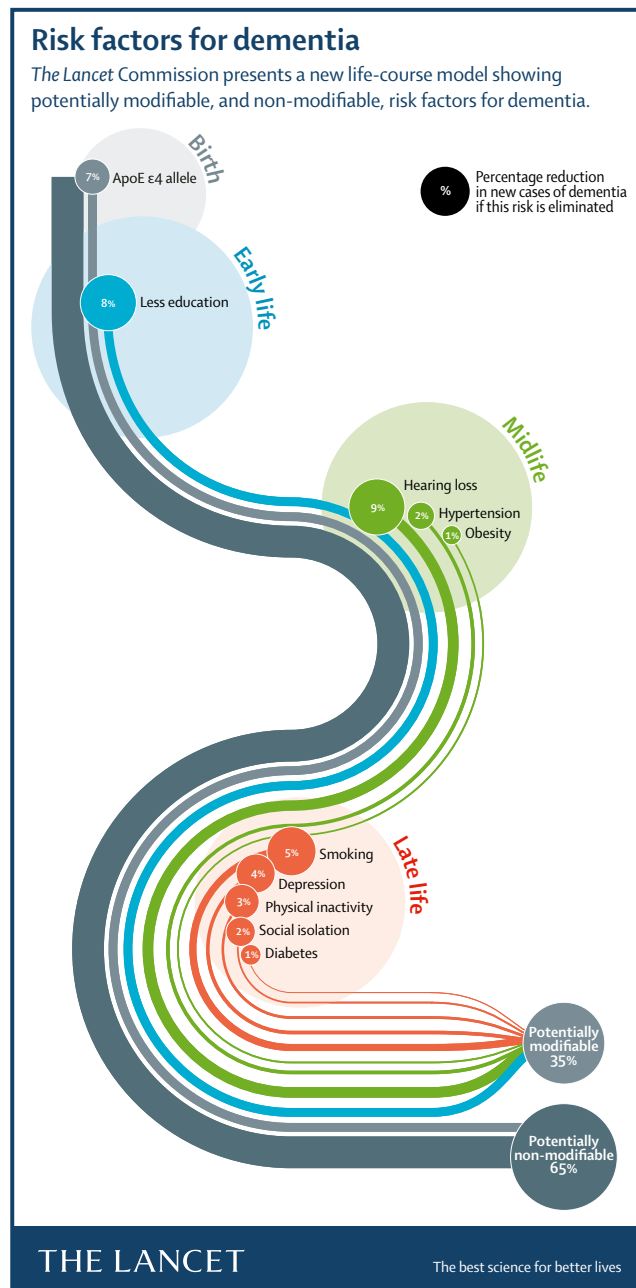 Risk factors for dementia
The Lancet Commission presents a new life-course model showing
potentially modifiable, and non-modifiable, risk factors for dementia.
Birth
7%
ApoE ε4 allele
%
Percentage reduction
in new cases of dementia
if this risk is eliminated
Early life
8%
Less education
Midlife
Hearing loss
9%
2%
Hypertension
1%
Obesity
Late life
5%
Smoking
4%
Depression
3%
Physical inactivity
2%
Social isolation
1%
Diabetes
Potentially
modifiable
35%
Potentially
non-modifiable
65%
THE LANCET
The best science for better lives